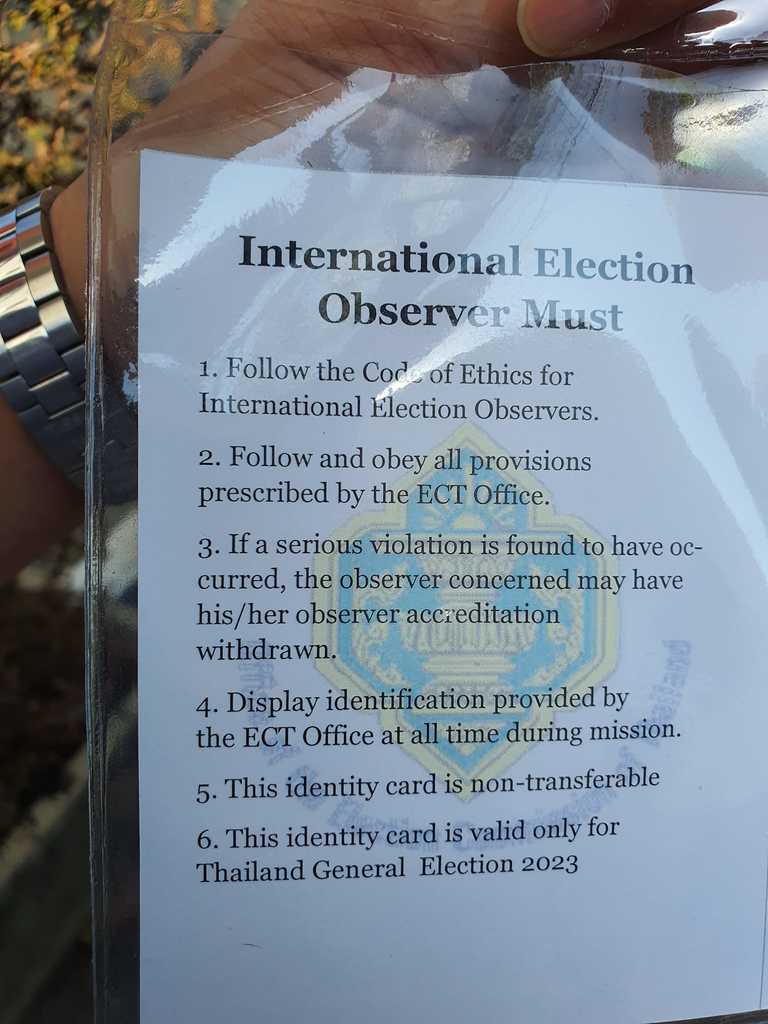 International Election
Observer Must
1. Follow the Code of Ethics for
International Election Observers.
2. Follow and obey all provisions
prescribed by the ECT Office.
3. If a serious violation is found to have oc-
curred, the observer concerned may have
his/her observer accreditation
withdrawn.
4. Display identification provided by
the ECT Office at all time during mission.
5. This identity card is non-transferable
6. This identity card is valid only for
Thailand General Election 2023